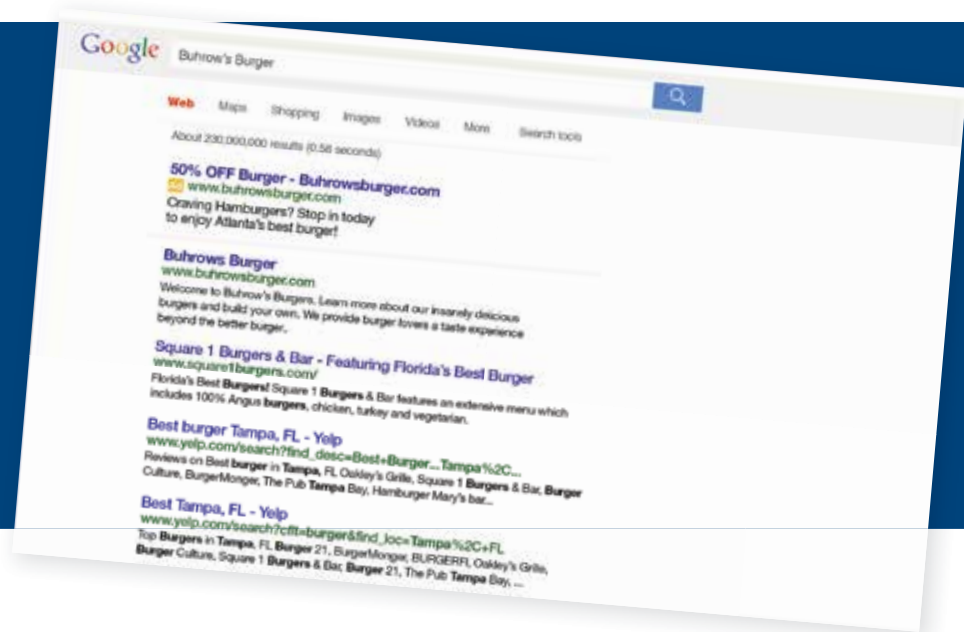 Google
Buhrow's Burger
Web Maps Shopping Images Videos More Search tools
About 230,000,000 results (0.56 seconds)
50% OFF Burger - Buhrowsburger.com
Ad www.buhrowsburger.com
Craving Hamburgers? Stop in today
to enjoy Atlanta's best burger!
Buhrows Burger
www.buhrowsburger.com
Welcome to Buhrow's Burgers. Learn more about our insanely delicious
burgers and build your own. We provide burger lovers a taste experience
beyond the better burger.
Square 1 Burgers & Bar - Featuring Florida's Best Burger
www.square1burgers.com/
Florida's Best Burgers! Square 1 Burgers & Bar features an extensive menu which
includes 100% Angus burgers, chicken, turkey and vegetarian.
Best burger Tampa, FL - Yelp
www.yelp.com/search?find_desc=Best+Burger...Tampa%2C...
Reviews on Best burger in Tampa, FL Oakley's Grille, Square 1 Burgers & Bar, Burger
Culture, BurgerMonger, The Pub Tampa Bay, Hamburger Mary's bar...
Best Tampa, FL - Yelp
www.yelp.com/search?cflt=burger&find_loc=Tampa%2C+FL
Top Burgers in Tampa, FL Burger 21, BurgerMonger, BURGERFI, Oakley's Grille,
Burger Culture, Square 1 Burgers & Bar, Burger 21, The Pub Tampa Bay, ...